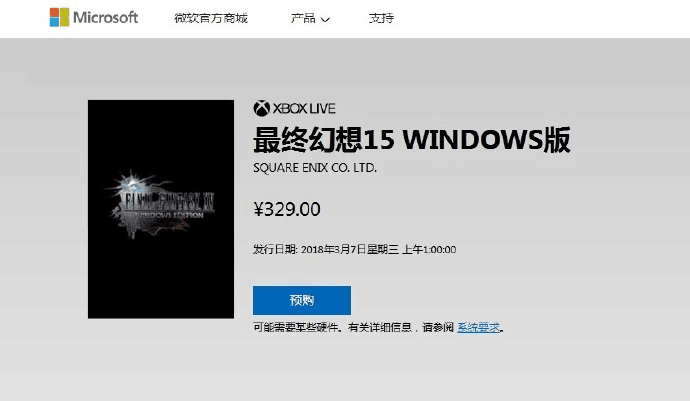 Microsoft 微软官方商城 产品 支持
XBOX LIVE
最终幻想15 WINDOWS版
SQUARE ENIX CO. LTD.
FINAL FANTASY XV
WINDOWS EDITION
¥329.00
发行日期: 2018年3月7日星期三 上午1:00:00
预购
可能需要某些硬件。有关详细信息，请参阅 系统要求。